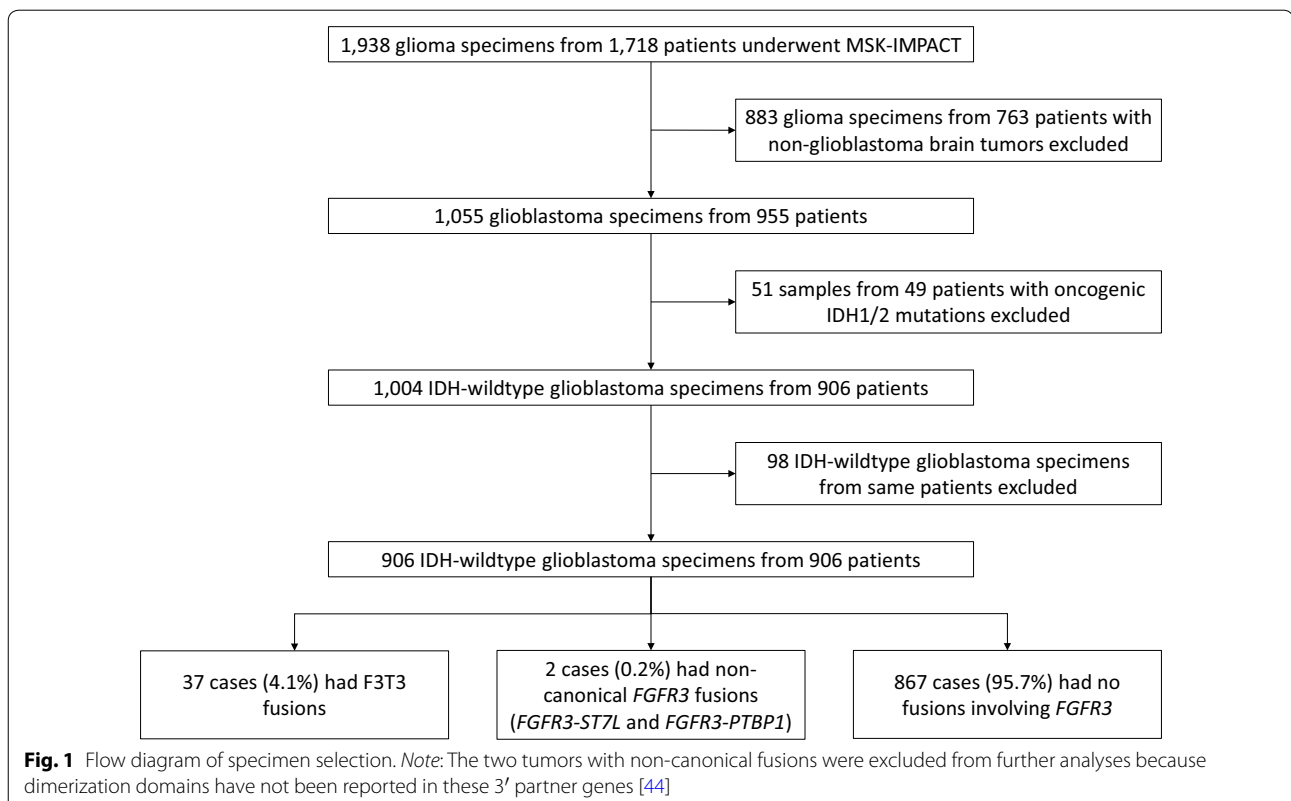 1,938 glioma specimens from 1,718 patients underwent MSK-IMPACT
883 glioma specimens from 763 patients with
non-glioblastoma brain tumors excluded
1,055 glioblastoma specimens from 955 patients
51 samples from 49 patients with oncogenic
IDH1/2 mutations excluded
1,004 IDH-wildtype glioblastoma specimens from 906 patients
98 IDH-wildtype glioblastoma specimens
from same patients excluded
906 IDH-wildtype glioblastoma specimens from 906 patients
37 cases (4.1%) had F3T3
fusions
2 cases (0.2%) had non-
canonical FGFR3 fusions
(FGFR3-ST7L and FGFR3-PTBP1)
867 cases (95.7%) had no
fusions involving FGFR3
Fig. 1 Flow diagram of specimen selection. Note: The two tumors with non-canonical fusions were excluded from further analyses because
dimerization domains have not been reported in these 3′ partner genes [44]